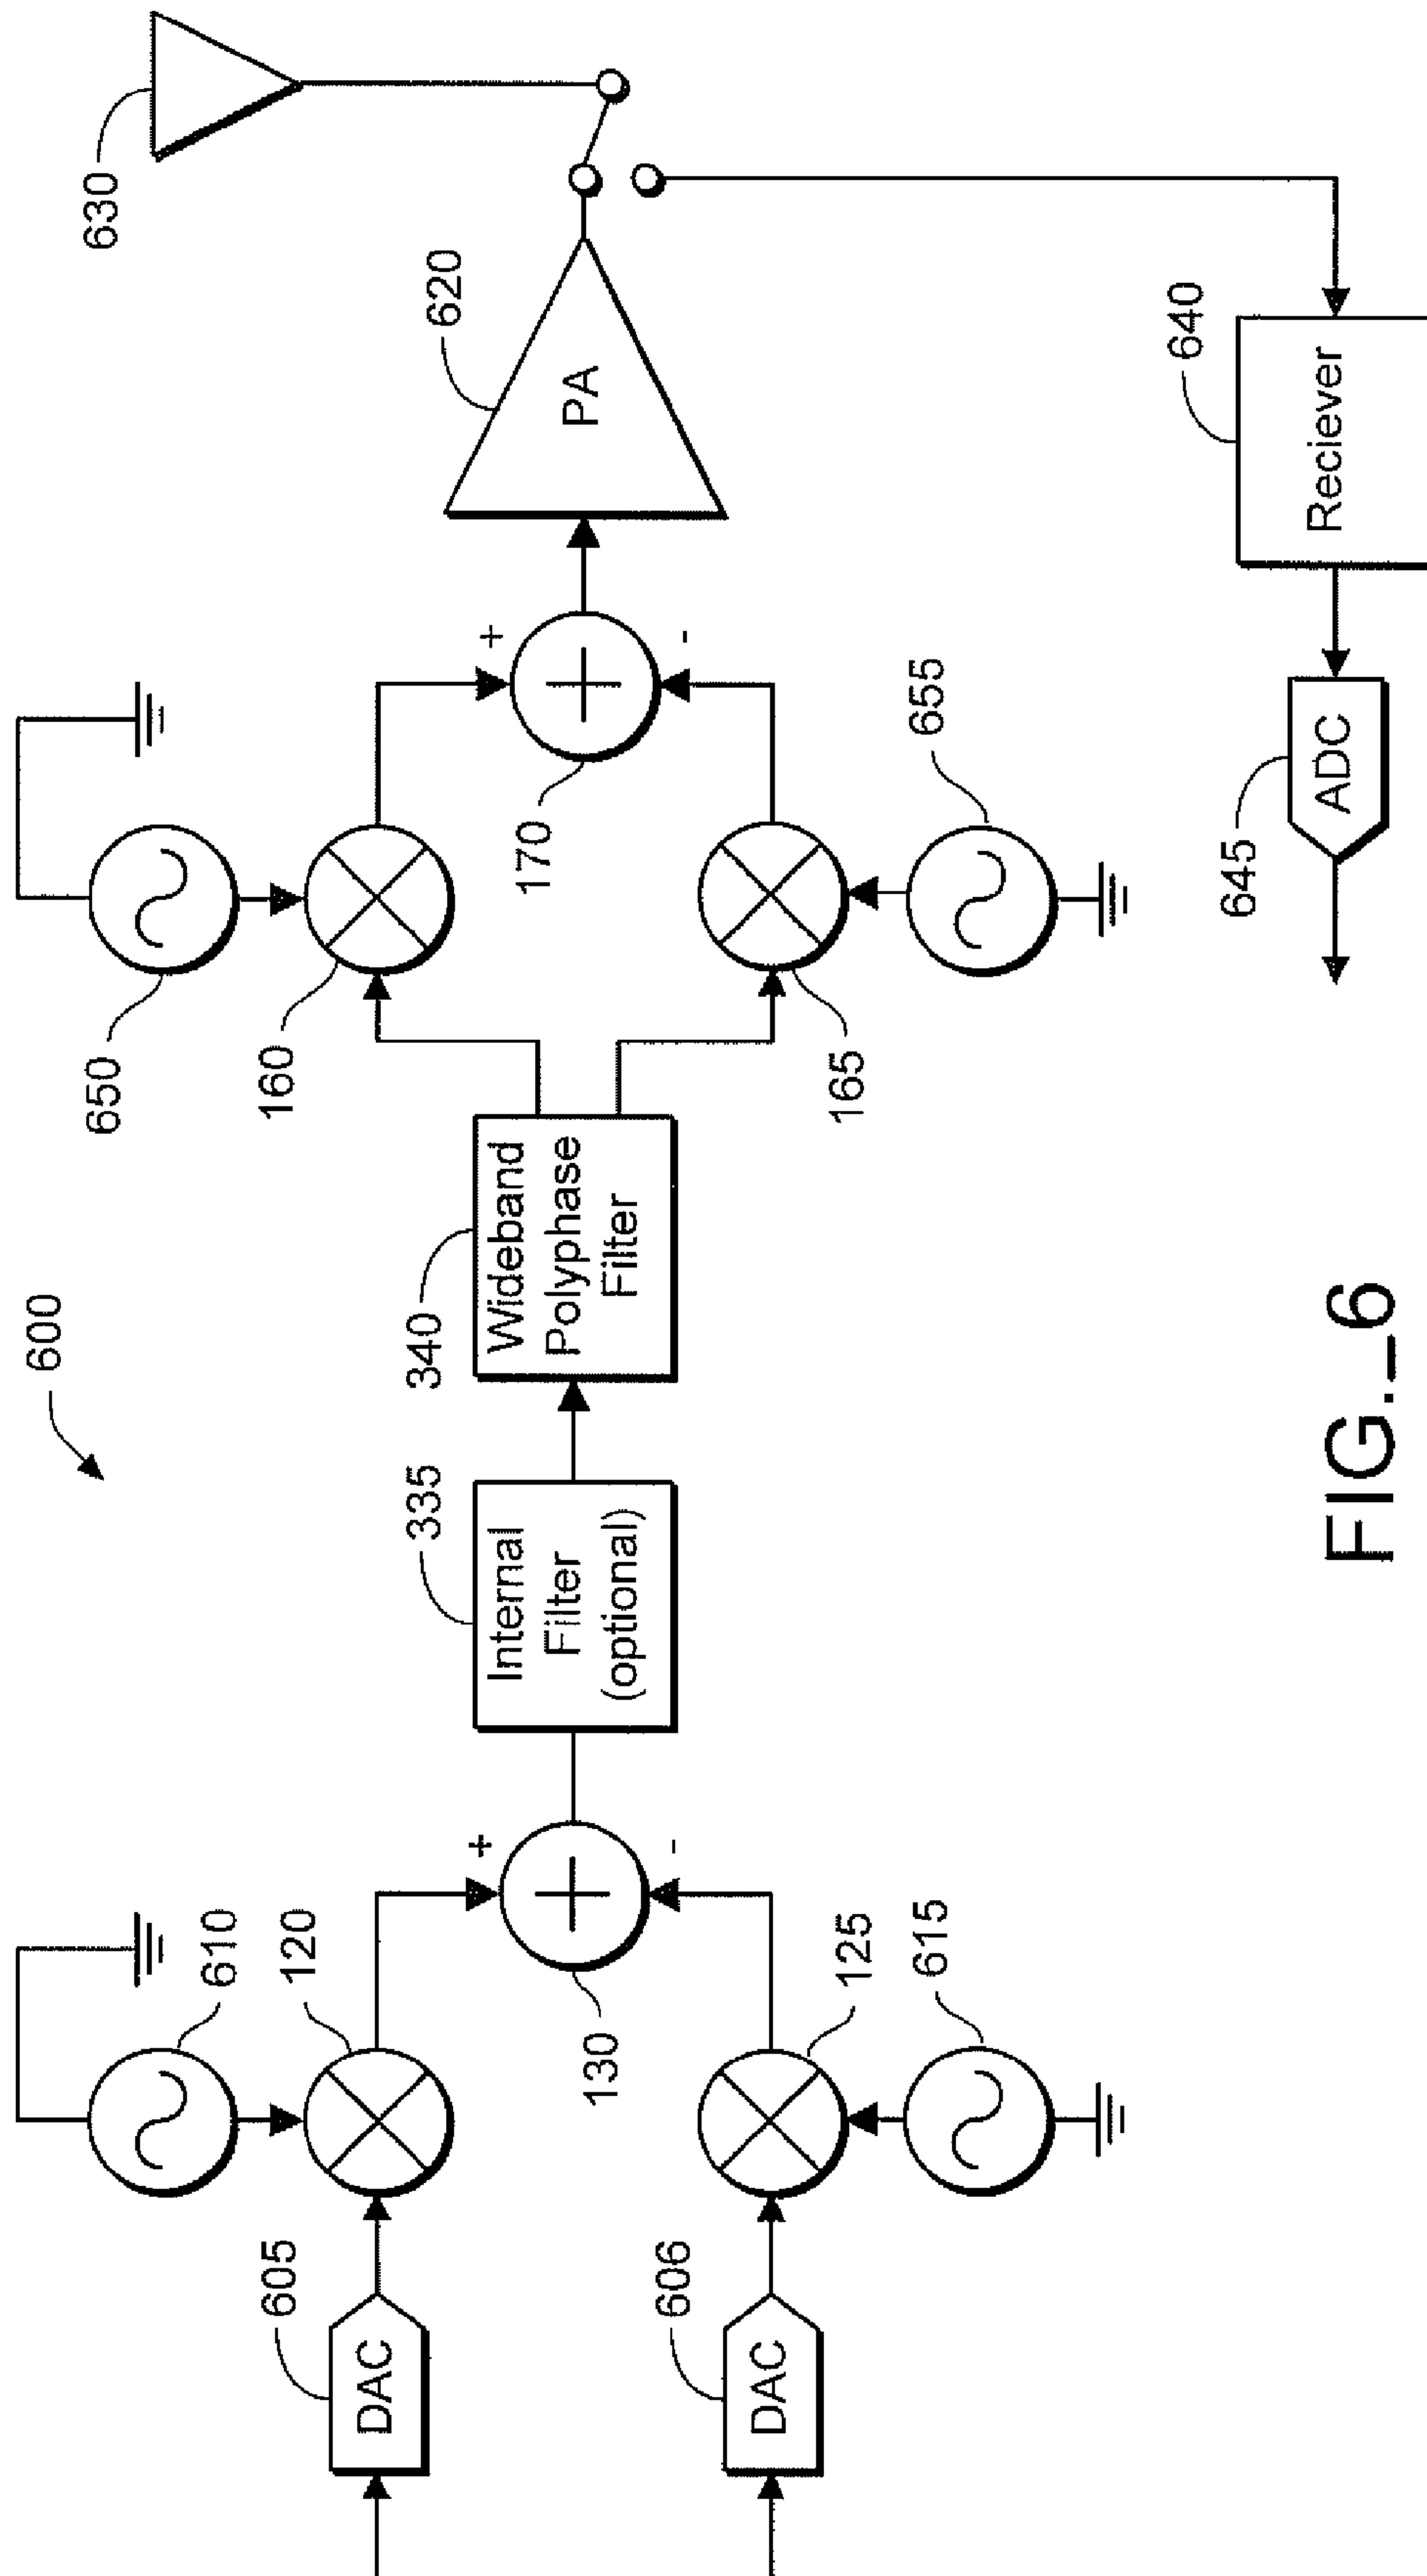 600
650
630
610
160
620
605
120
+
+
DAC
335
340
170
PA
Internal
Filter
(optional)
Wideband
Polyphase
Filter
130
-
-
606
125
165
DAC
615
655
640
645
ADC
Reciever
FIG._6